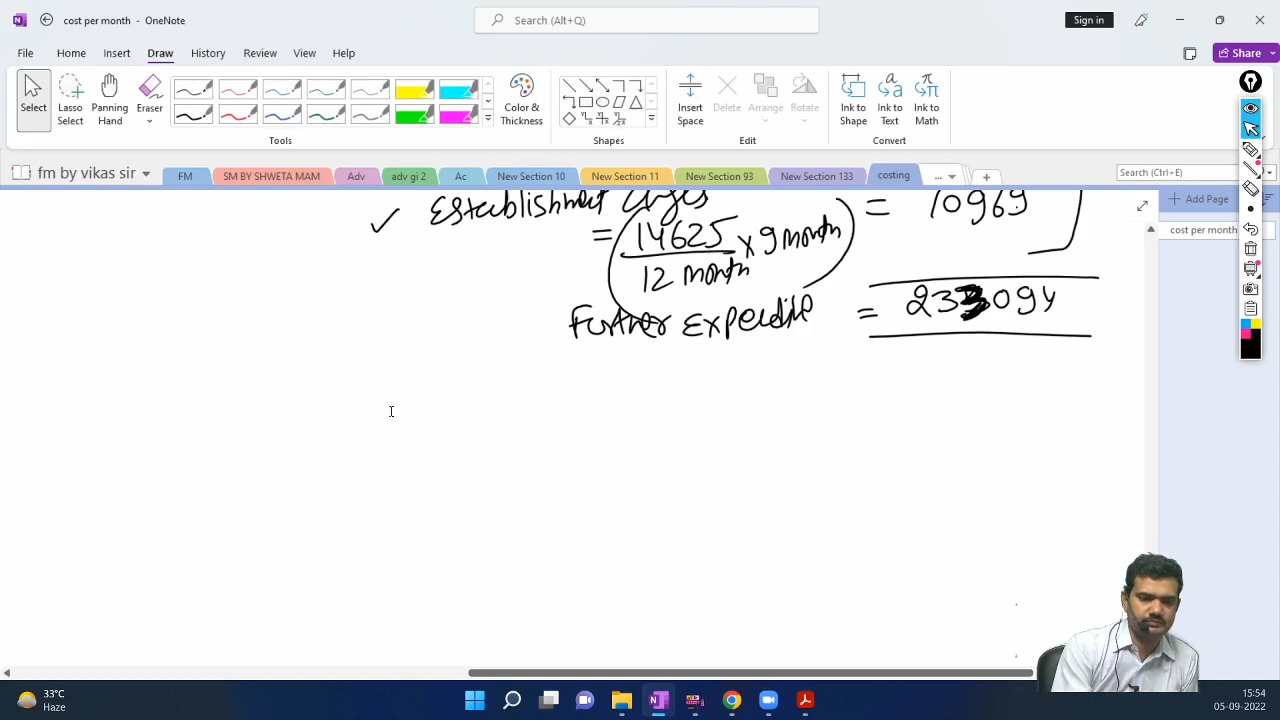 cost per month - OneNote
Search (Alt+Q)
Sign in
File Home Insert Draw History Review View Help
Share
Select
Lasso Select
Panning Hand
Eraser
Color & Thickness
Insert Space
Delete
Arrange
Rotate
Ink to Shape
Ink to Text
Ink to Math
Tools
Shapes
Edit
Convert
fm by vikas sir
FM
SM BY SHWETA MAM
Adv
adv gi 2
Ac
New Section 10
New Section 11
New Section 93
New Section 133
costing
...
+
Search (Ctrl+E)
Add Page
cost per month
✓ Establishment = 10969
= 14625 / 12 month × 9 month
Further = 233094
33°C
Haze
15:54
05-09-2022